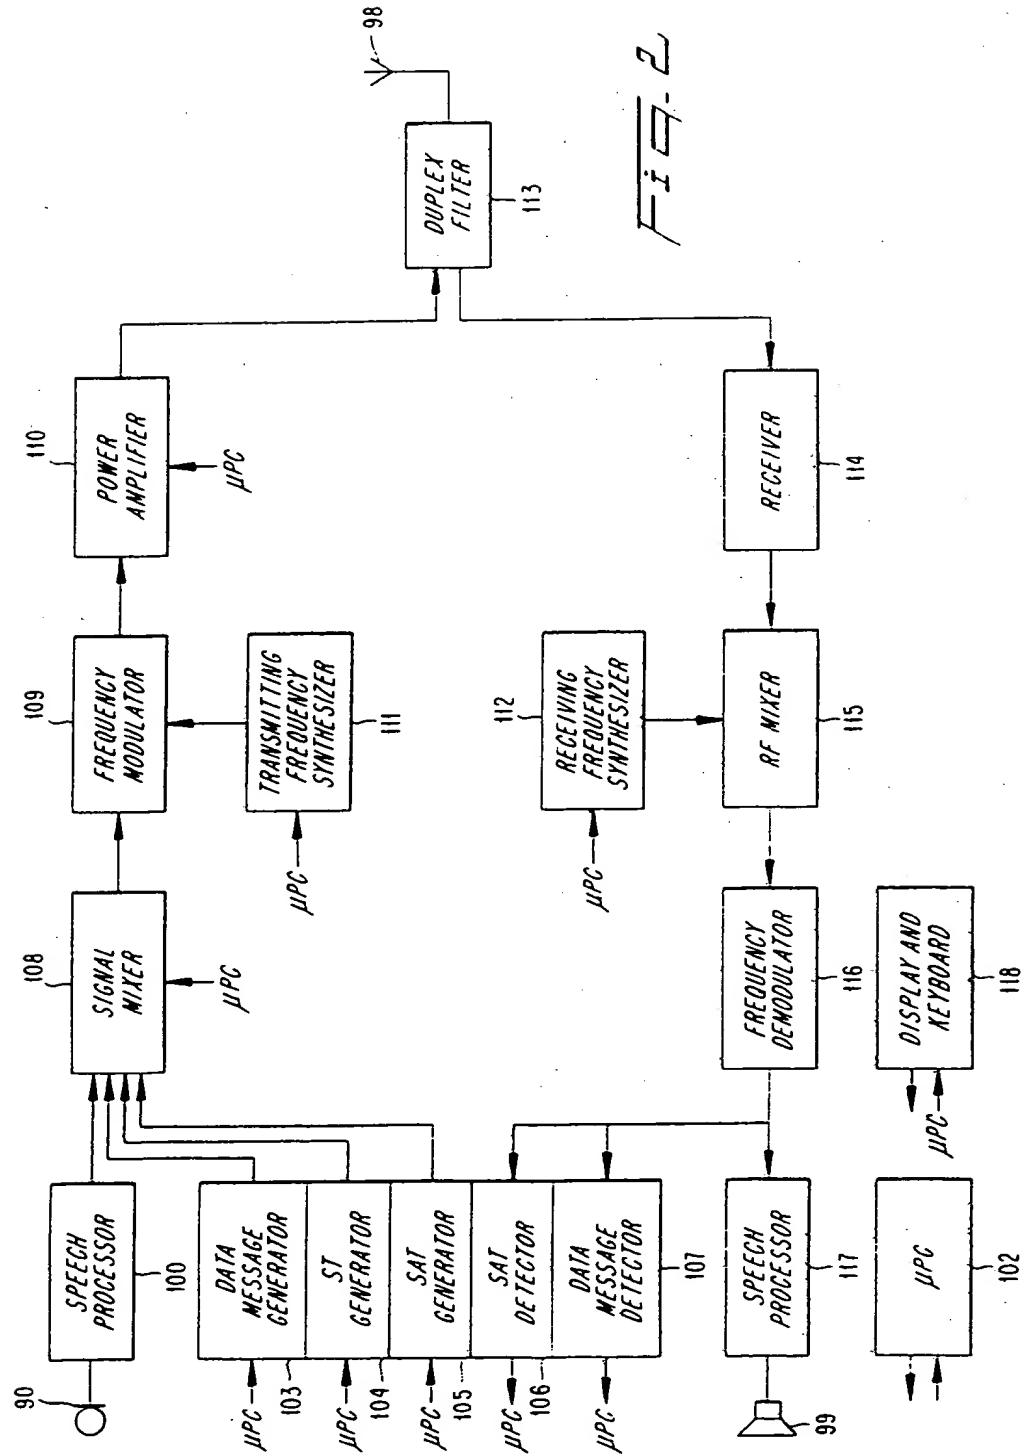 98
DUPLEX
FILTER
113
Fig. 2
110
POWER
AMPLIFIER
μPC
RECEIVER
114
109
FREQUENCY
MODULATOR
TRANSMITTING
FREQUENCY
SYNTHESIZER
111
μPC
112
RECEIVING
FREQUENCY
SYNTHESIZER
μPC
RF MIXER
115
108
SIGNAL
MIXER
μPC
FREQUENCY
DEMODULATOR
116
DISPLAY AND
KEYBOARD
118
μPC
SPEECH
PROCESSOR
100
90
DATA
MESSAGE
GENERATOR
103
μPC
ST
GENERATOR
104
μPC
SAT
GENERATOR
105
μPC
SAT
DETECTOR
106
μPC
DATA
MESSAGE
DETECTOR
107
μPC
SPEECH
PROCESSOR
117
99
μPC
102